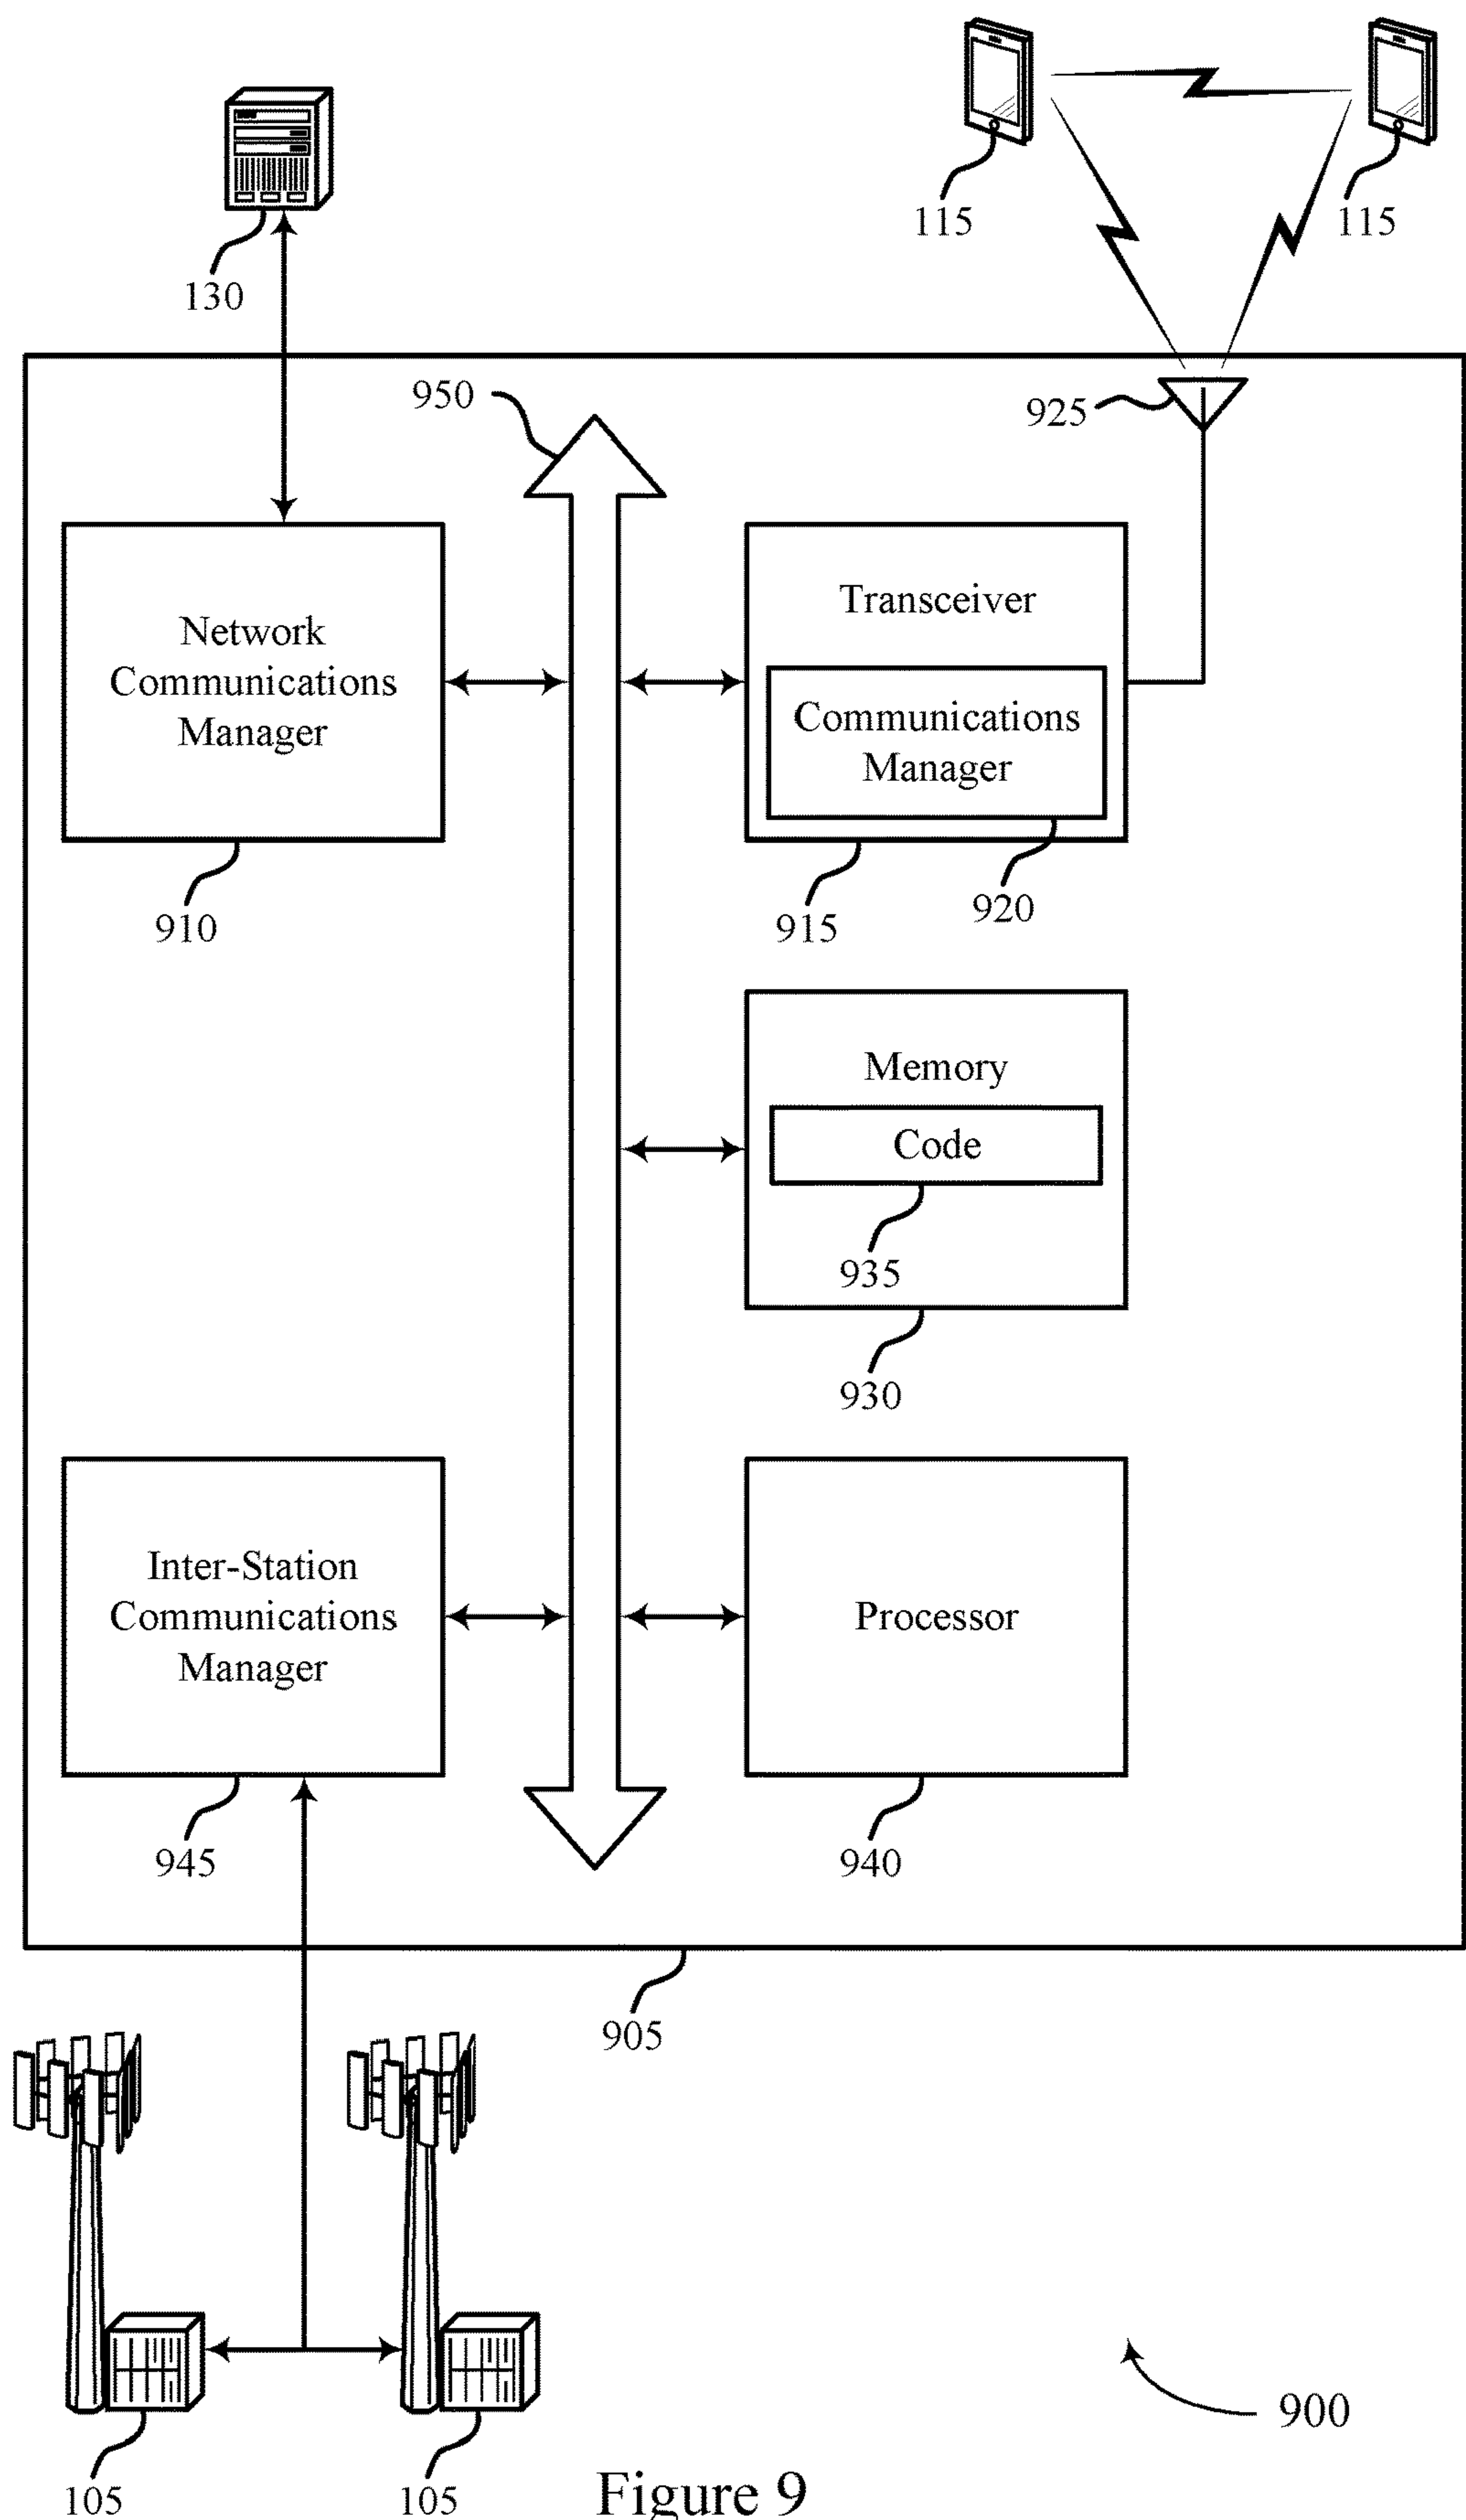 115
115
130
950
925
Network
Communications
Manager
Transceiver
Communications
Manager
910
915
920
Memory
Code
935
930
Inter-Station
Communications
Manager
Processor
945
940
905
900
105
105
Figure 9